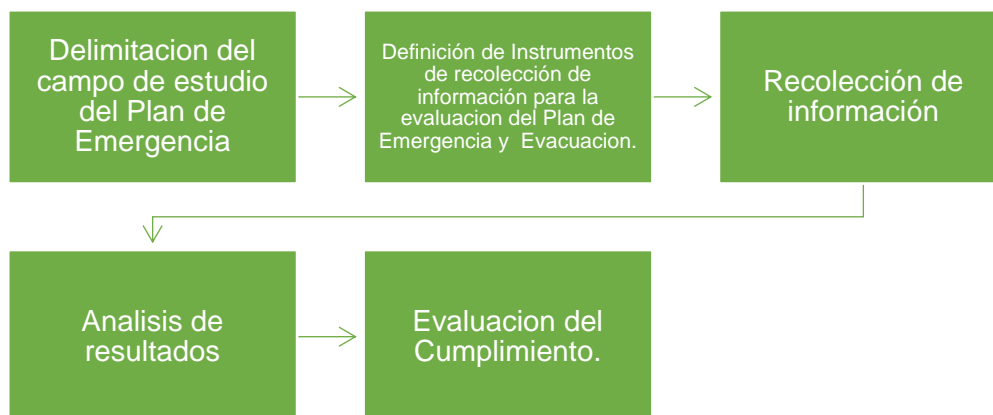 Delimitacion del
campo de estudio
del Plan de
Emergencia
Definición de Instrumentos
de recolección de
información para la
evaluacion del Plan de
Emergencia y Evacuacion.
Recolección de
información
Analisis de
resultados
Evaluacion del
Cumplimiento.